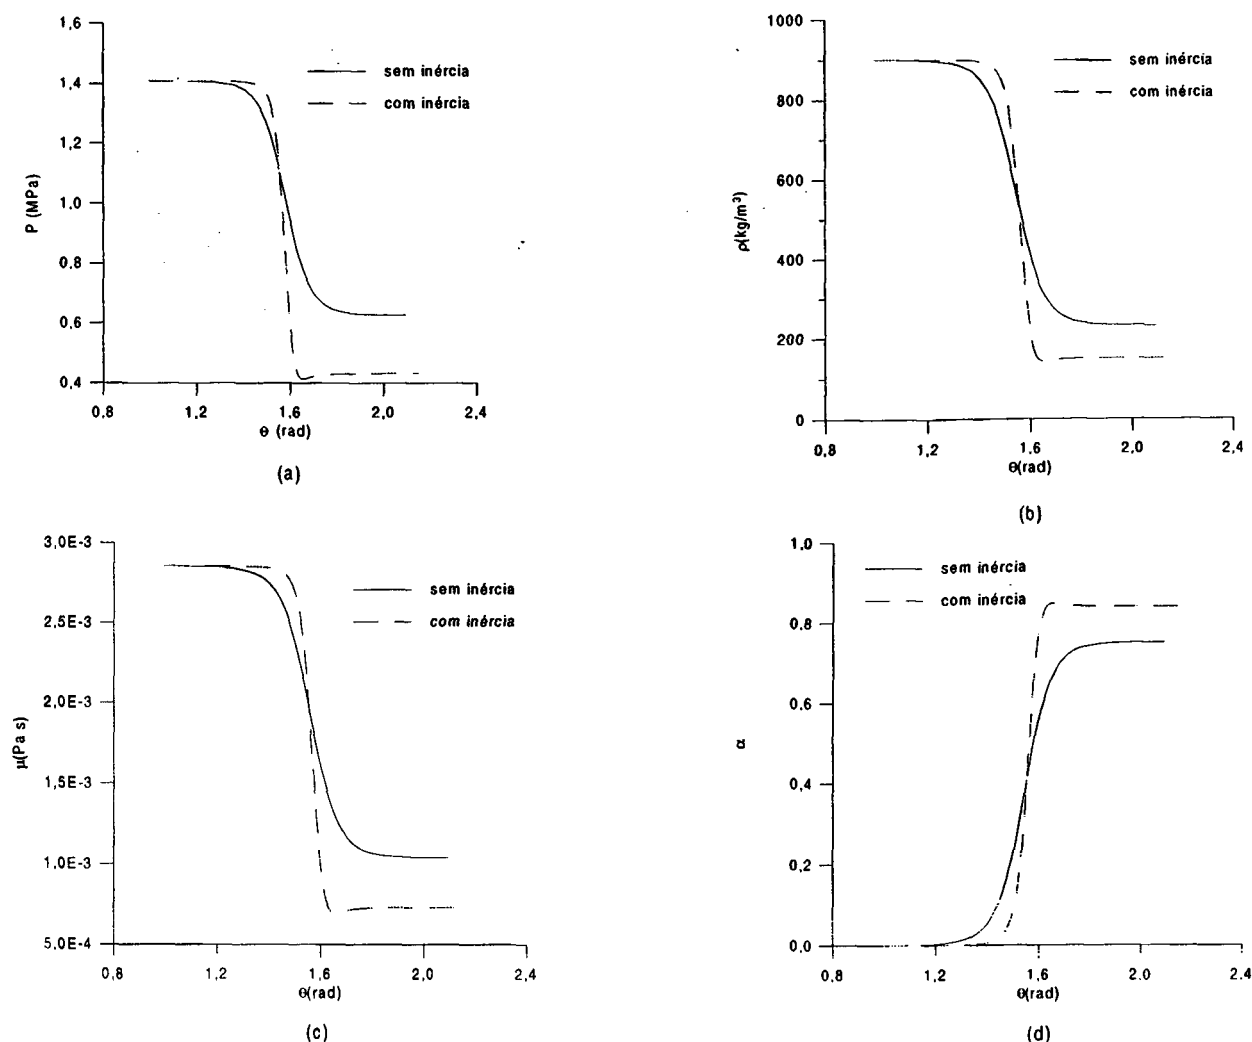 1,6
1,4
1,2
1,0
0,8
0,6
0,4
P (MPa)
sem inércia
com inércia
0,8
1,2
1,6
2,0
2,4
θ (rad)
(a)
1000
800
600
400
200
0
ρ(kg/m³)
sem inércia
com inércia
0,8
1,2
1,6
2,0
2,4
θ(rad)
(b)
3,0E-3
2,5E-3
2,0E-3
1,5E-3
1,0E-3
5,0E-4
μ(Pa s)
sem inércia
com inércia
0,8
1,2
1,6
2,0
2,4
θ(rad)
(c)
1,0
0,8
0,6
0,4
0,2
0,0
α
sem inércia
com inércia
0,8
1,2
1,6
2,0
2,4
θ(rad)
(d)